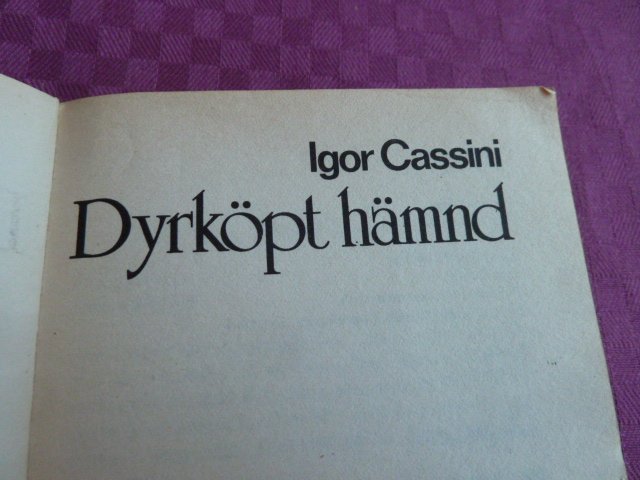 Igor Cassini
Dyrköpt hämnd